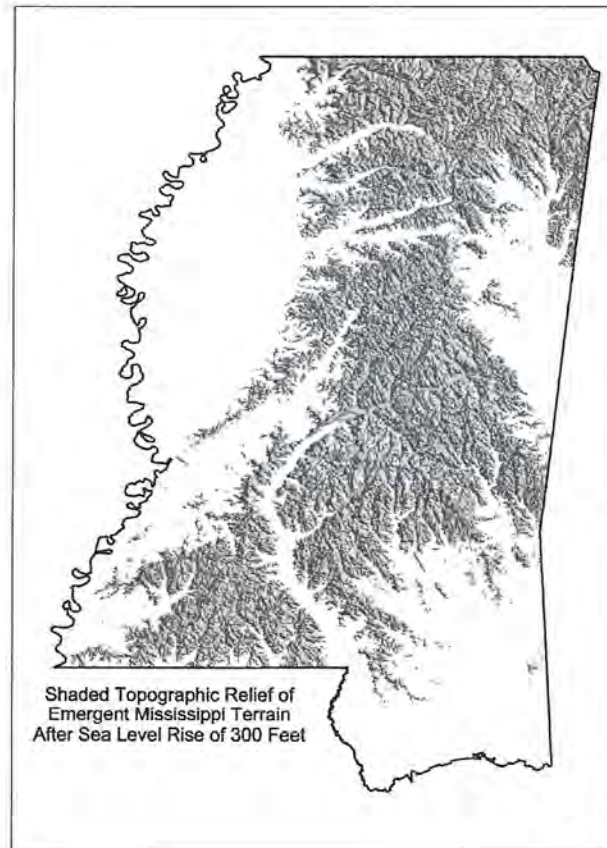 Shaded Topographic Relief of
Emergent Mississippi Terrain
After Sea Level Rise of 300 Feet